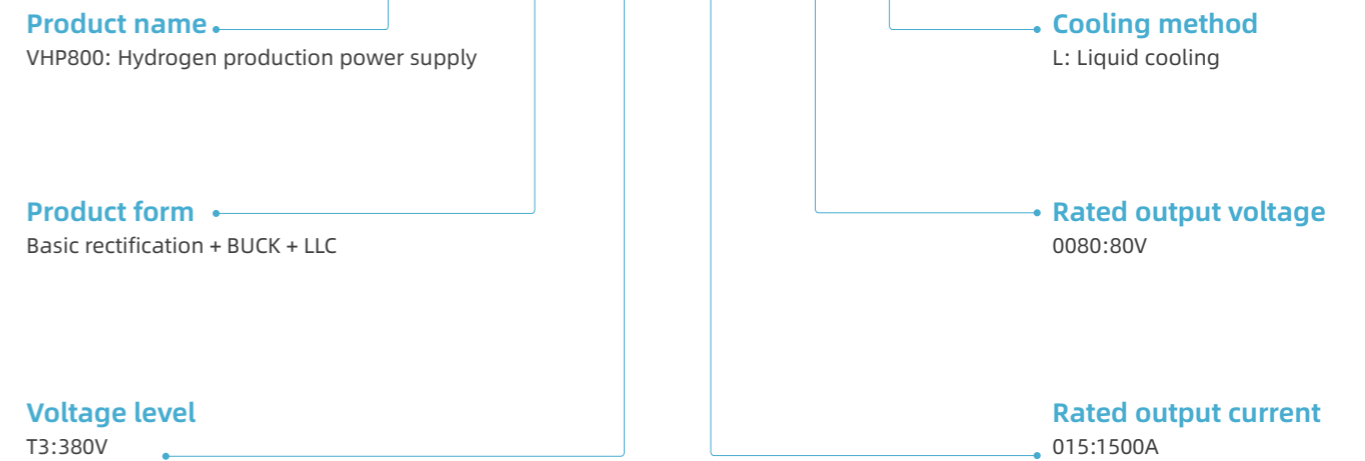 Product name
VHP800: Hydrogen production power supply
Product form
Basic rectification + BUCK + LLC
Voltage level
T3:380V
Cooling method
L: Liquid cooling
Rated output voltage
0080:80V
Rated output current
015:1500A